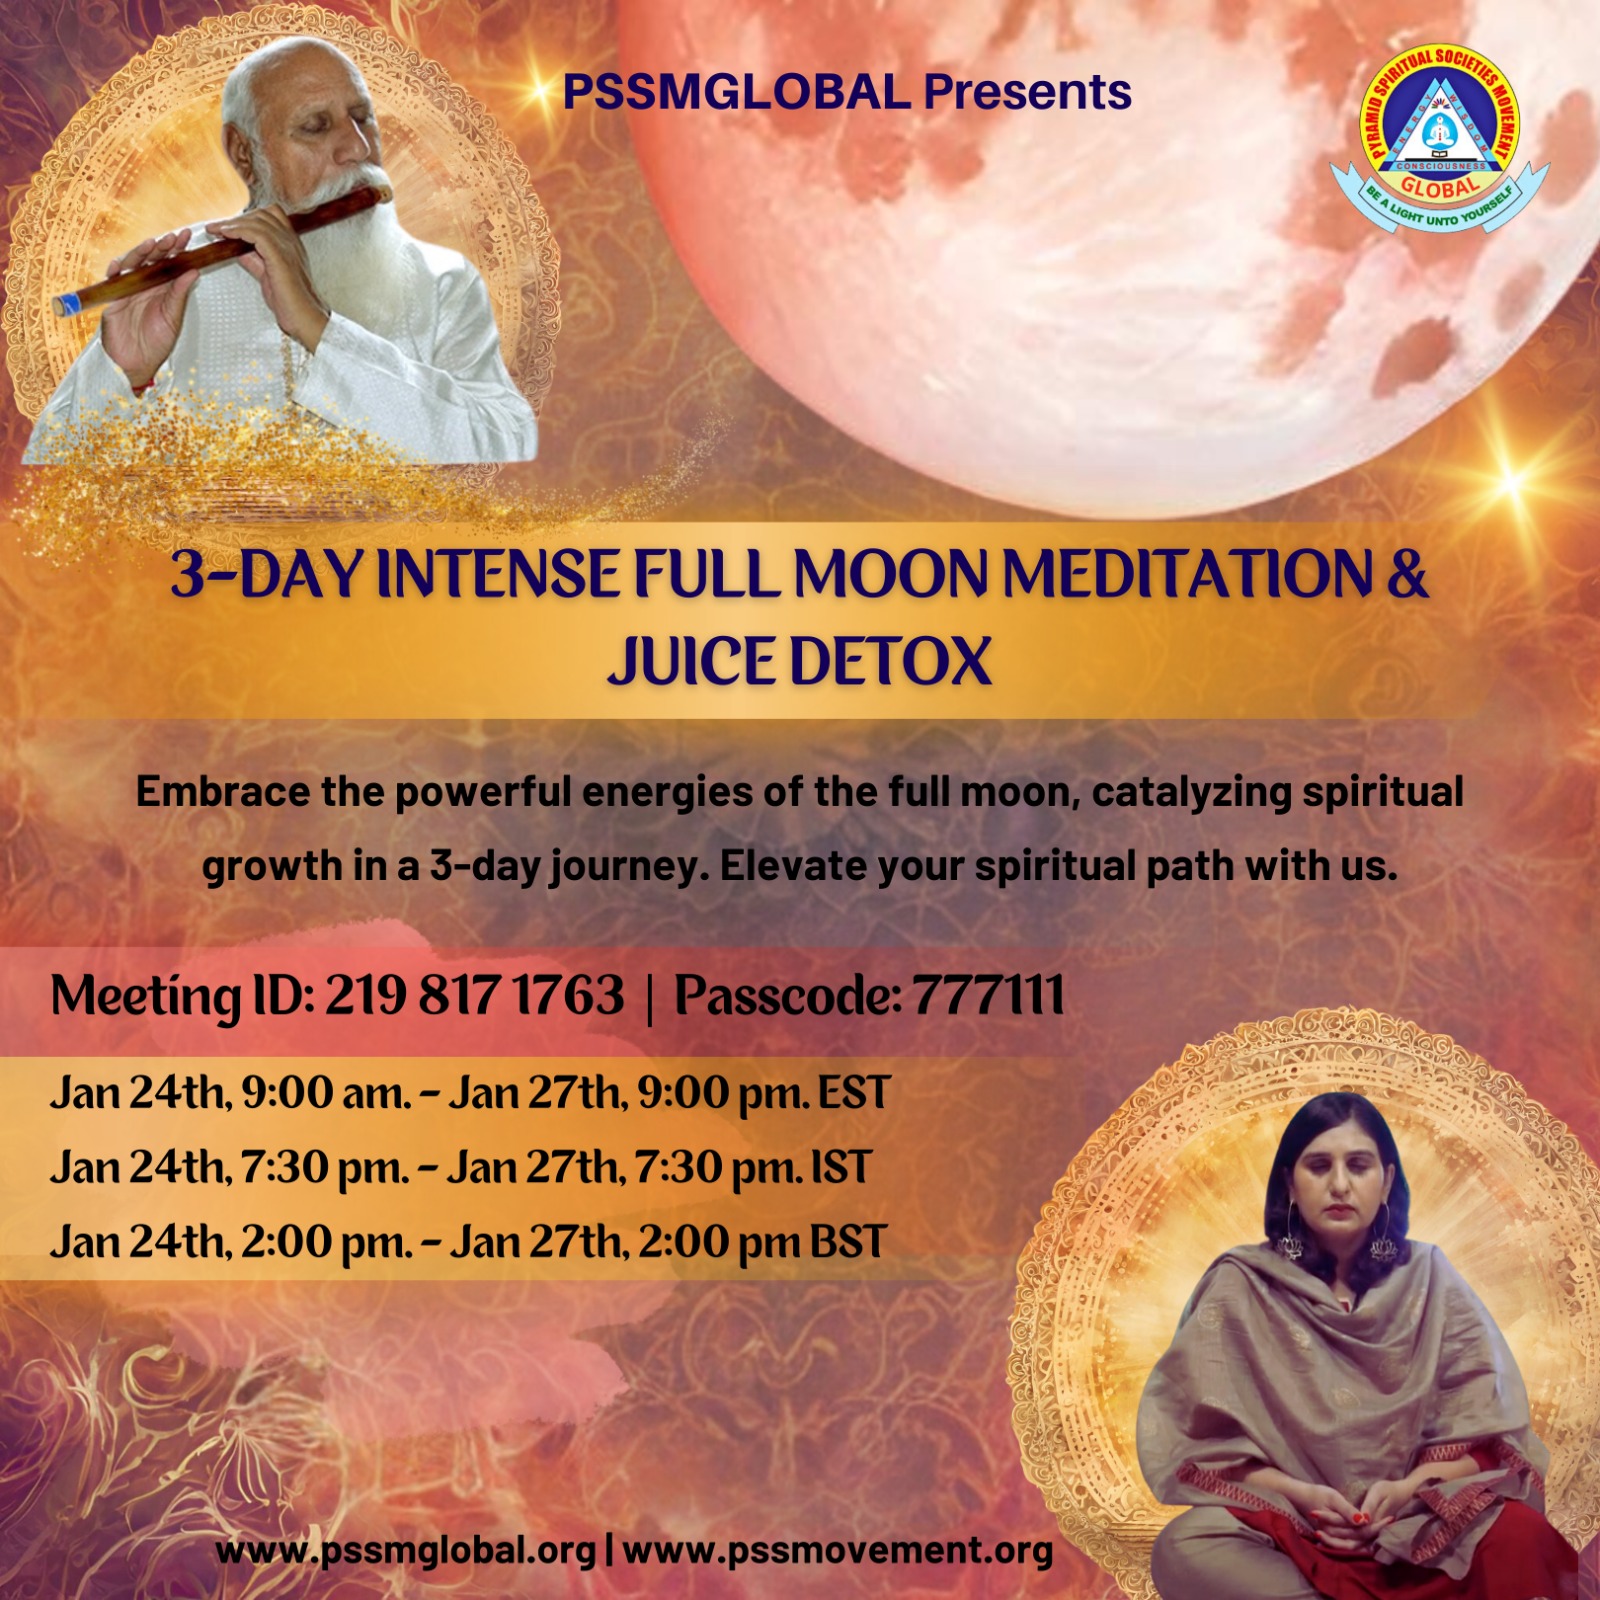 PSSMGLOBAL Presents
PYRAMID SPIRITUAL SOCIETIES MOVEMENT
ENERGY WISDOM
CONSCIOUSNESS
GLOBAL
BE A LIGHT UNTO YOURSELF
3-DAY INTENSE FULL MOON MEDITATION &
JUICE DETOX
Embrace the powerful energies of the full moon, catalyzing spiritual
growth in a 3-day journey. Elevate your spiritual path with us.
Meeting ID: 219 817 1763 | Passcode: 777111
Jan 24th, 9:00 am. - Jan 27th, 9:00 pm. EST
Jan 24th, 7:30 pm. - Jan 27th, 7:30 pm. IST
Jan 24th, 2:00 pm. - Jan 27th, 2:00 pm BST
www.pssmglobal.org | www.pssmovement.org